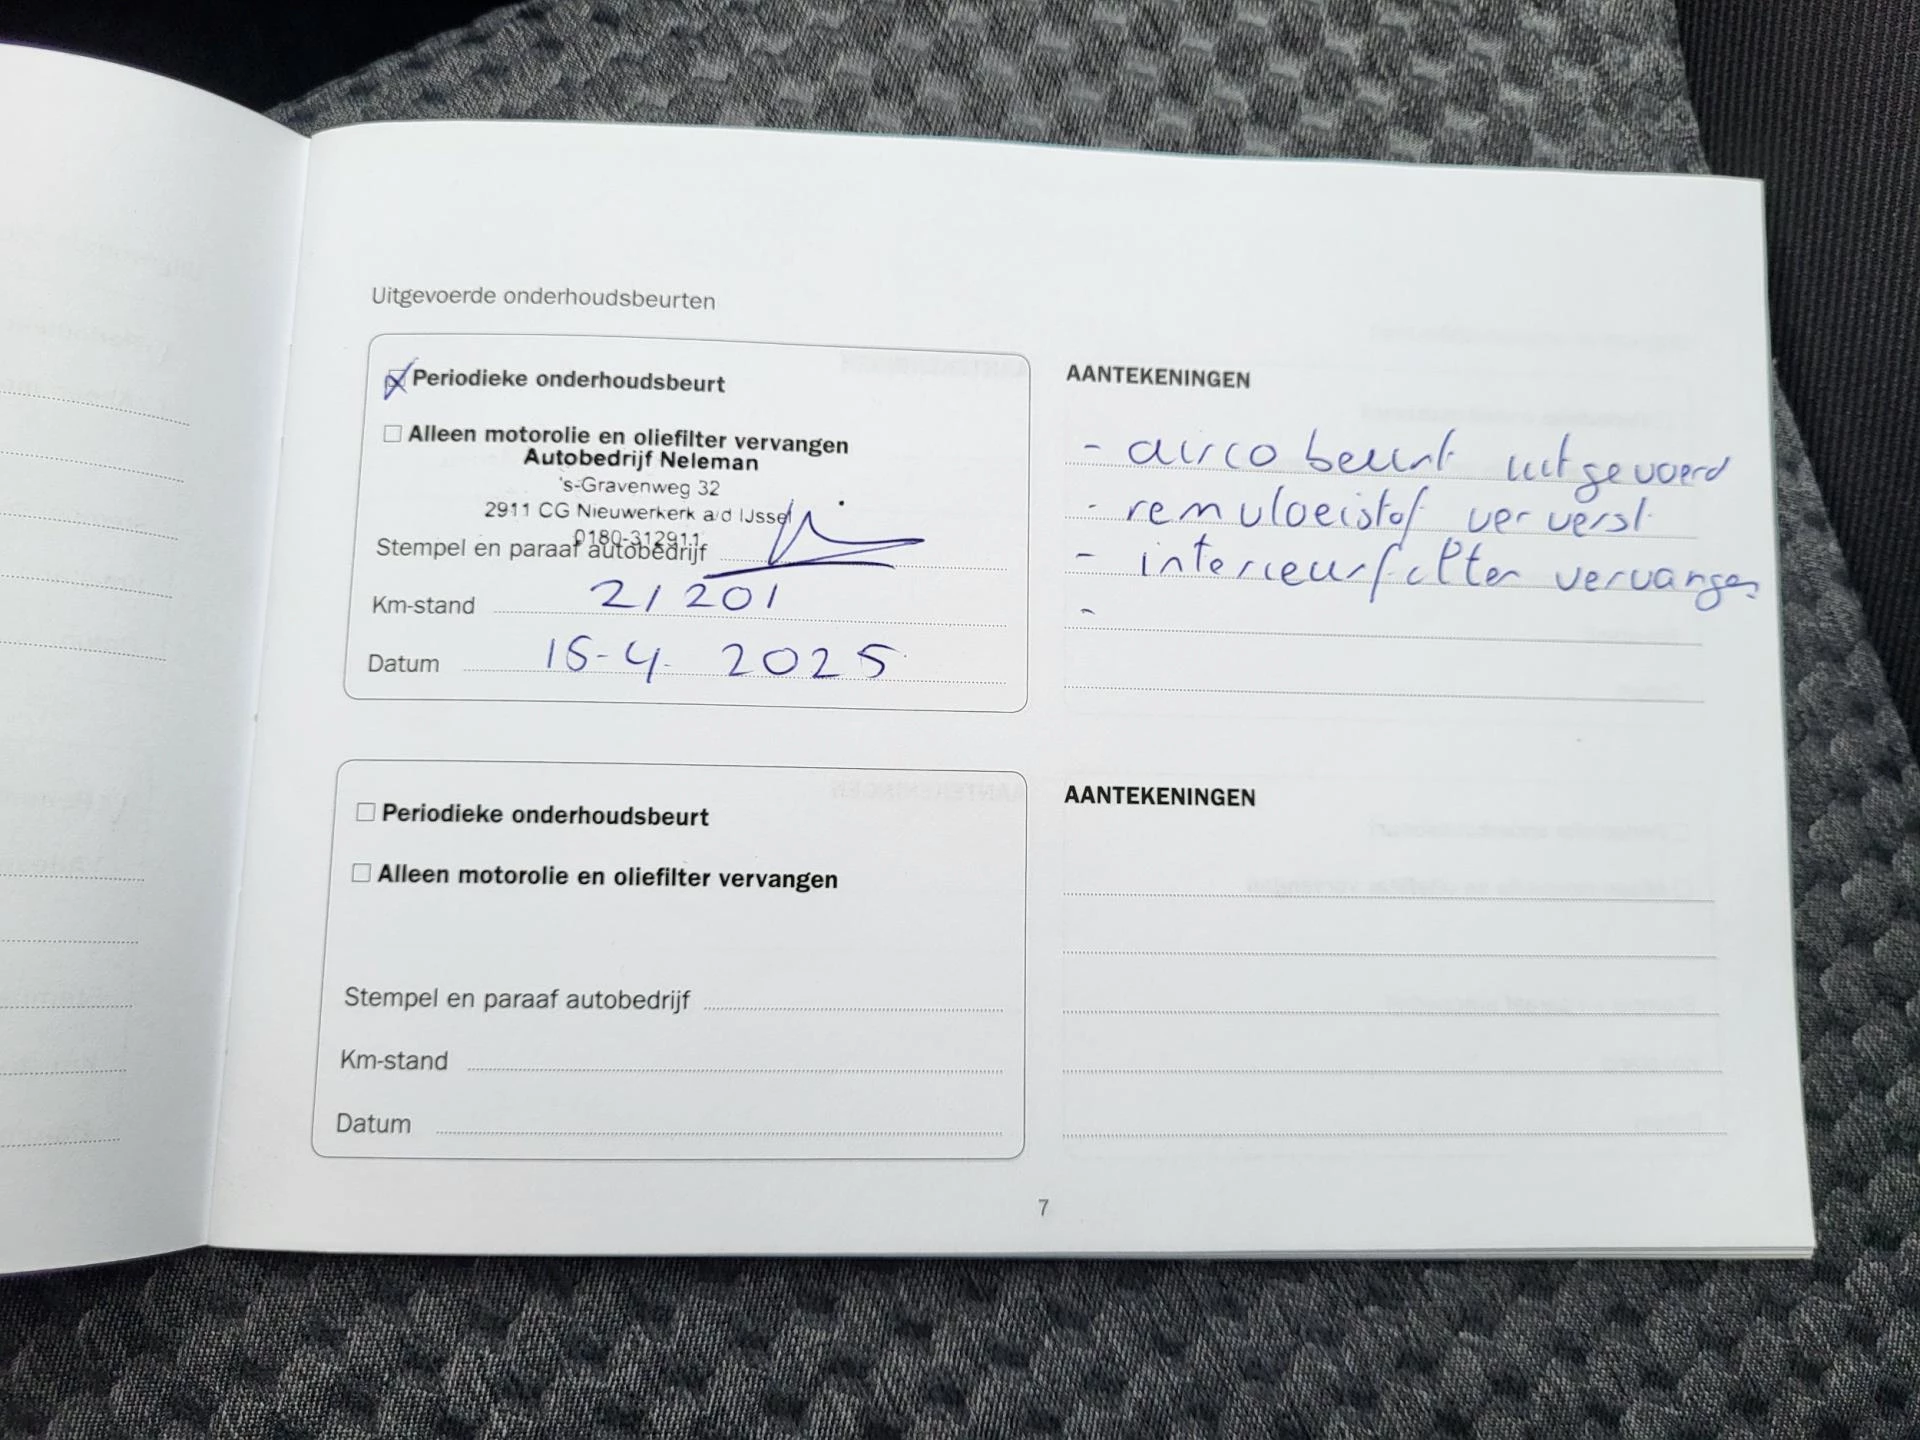 Uitgevoerde onderhoudsbeurten
Periodieke onderhoudsbeurt
Alleen motorolie en oliefilter vervangen
Autobedrijf Neleman
's-Gravenweg 32
2911 CG Nieuwerkerk a/d IJssel
0180-312911
Stempel en paraaf autobedrijf
Km-stand 21201
Datum 15-4-2025
AANTEKENINGEN
- airco beurt uitgevoerd
- remvloeistof ververst
- interieurfilter vervangen
-
Periodieke onderhoudsbeurt
Alleen motorolie en oliefilter vervangen
Stempel en paraaf autobedrijf
Km-stand
Datum
AANTEKENINGEN
7